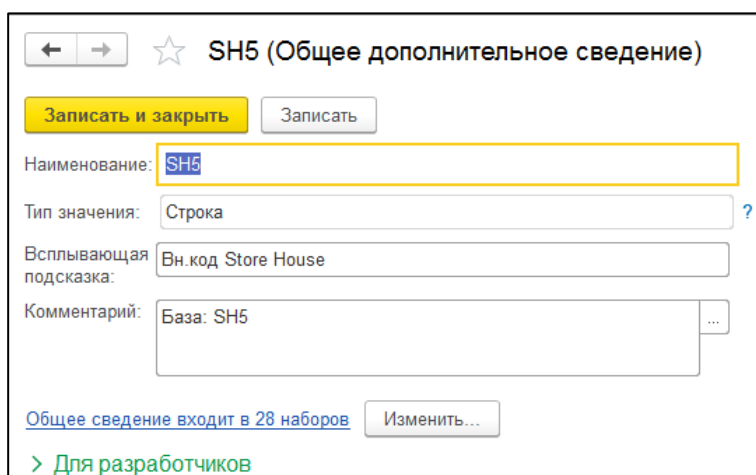 SH5 (Общее дополнительное сведение)
Записать и закрыть Записать
Наименование: SH5
Тип значения: Строка ?
Всплывающая подсказка: Вн.код Store House
Комментарий: База: SH5 ...
Общее сведение входит в 28 наборов Изменить...
Для разработчиков